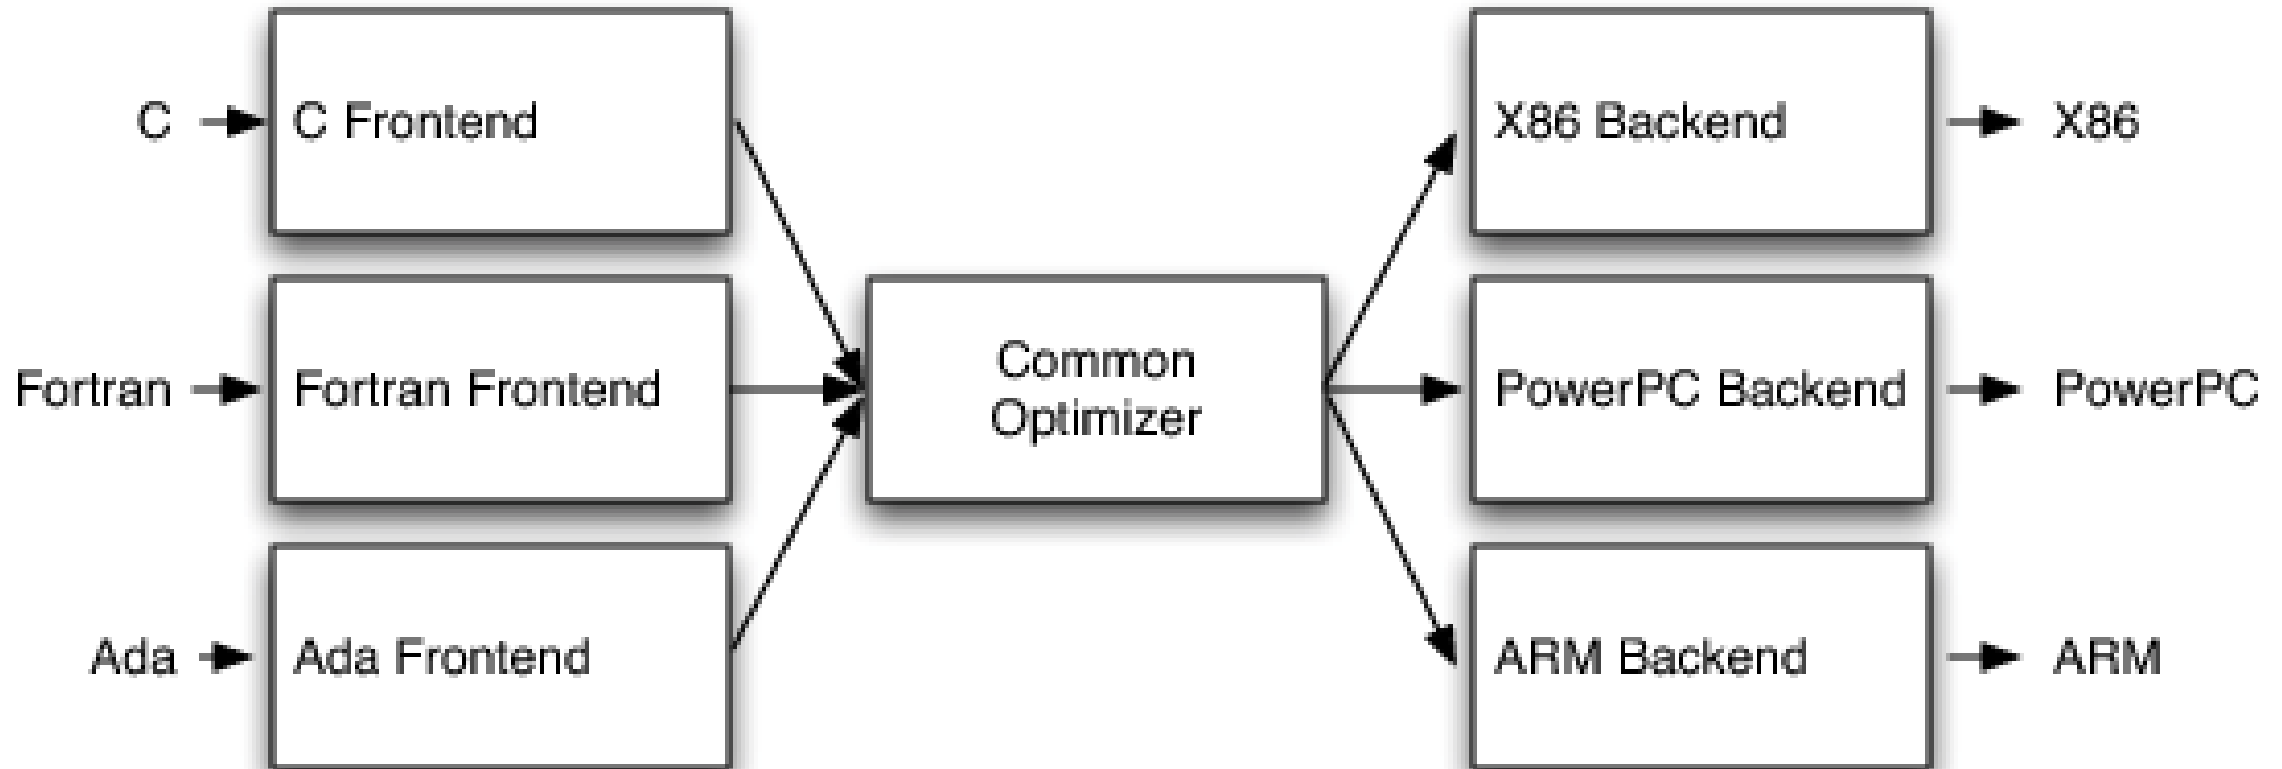 C
C Frontend
X86 Backend
X86
Fortran
Fortran Frontend
Common
Optimizer
PowerPC Backend
PowerPC
Ada
Ada Frontend
ARM Backend
ARM